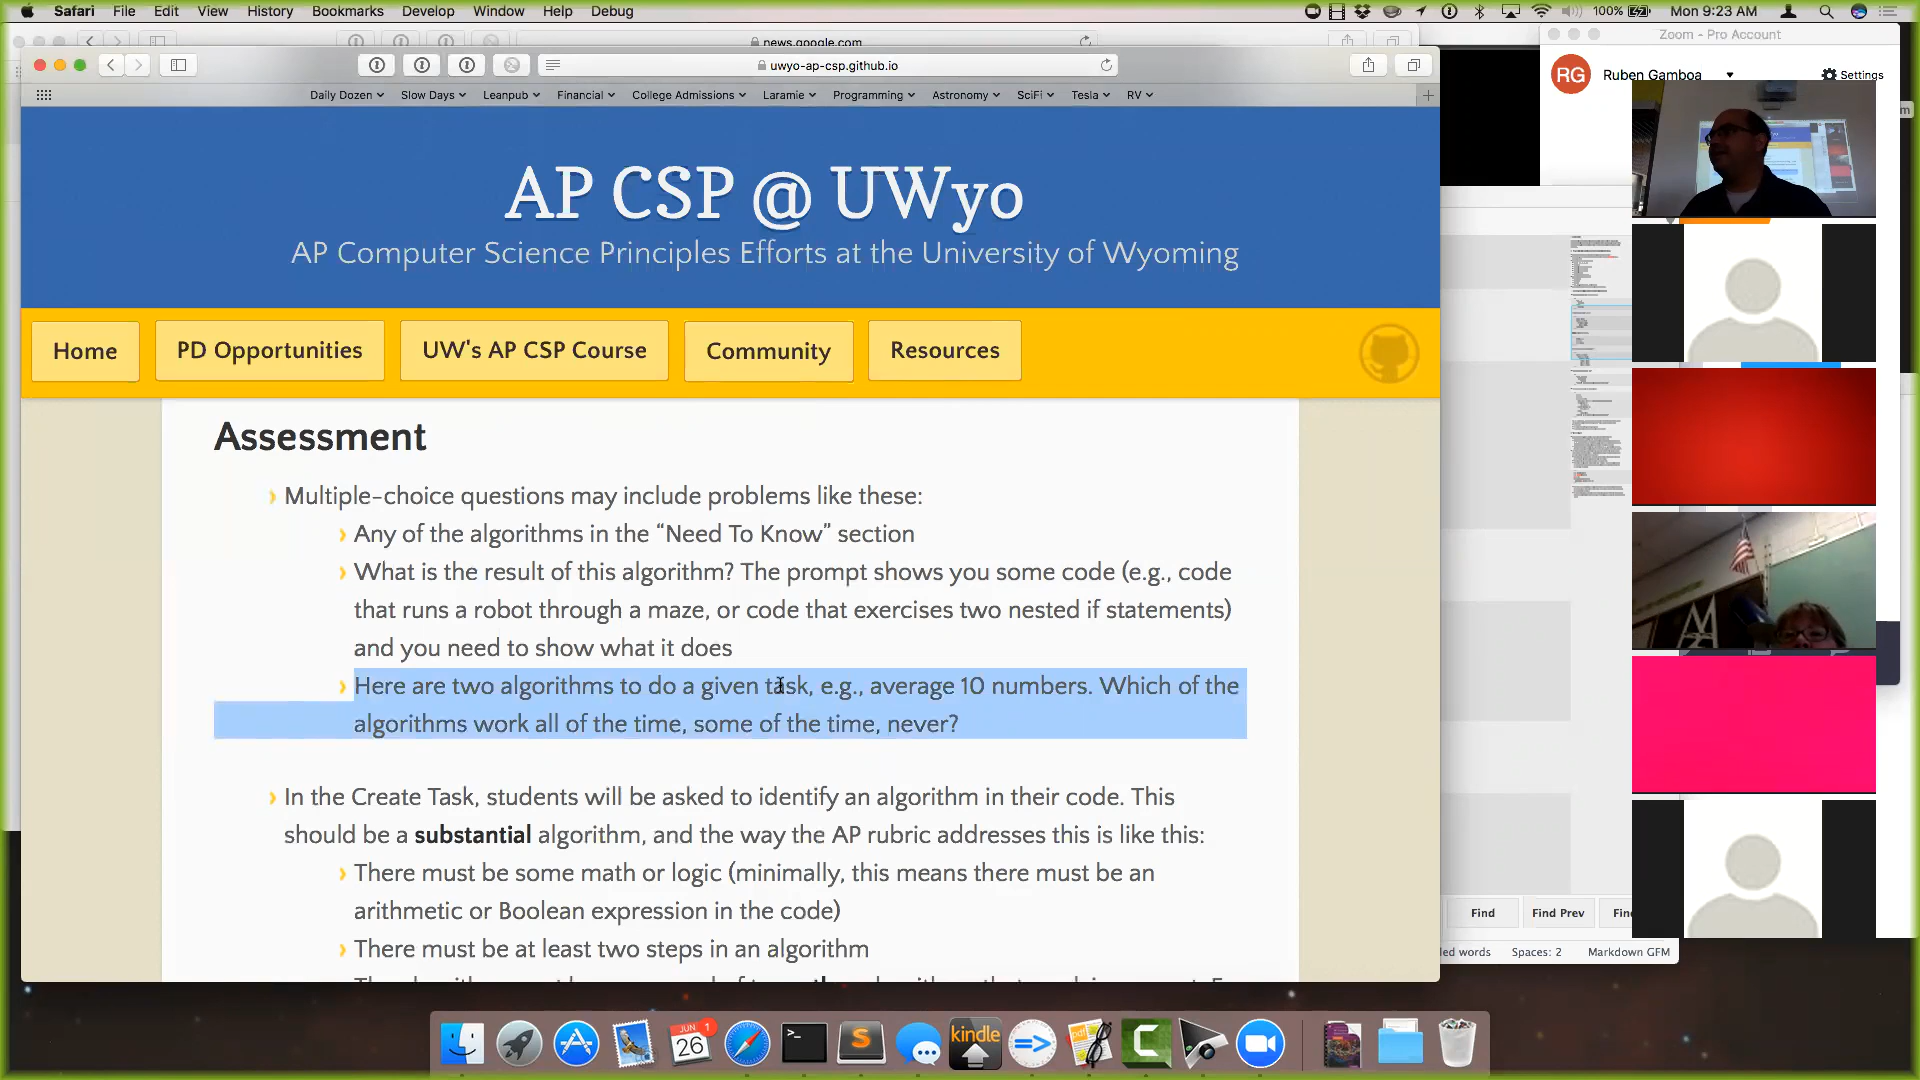 Safari File Edit View History Bookmarks Develop Window Help Debug
100% Mon 9:23 AM
news.google.com
Zoom - Pro Account
uwyo-ap-csp.github.io
RG Ruben Gamboa Settings
Daily Dozen Slow Days Leanpub Financial College Admissions Laramie Programming Astronomy SciFi Tesla RV
AP CSP @ UWyo
AP Computer Science Principles Efforts at the University of Wyoming
Home PD Opportunities UW's AP CSP Course Community Resources
Assessment
Multiple-choice questions may include problems like these:
Any of the algorithms in the “Need To Know” section
What is the result of this algorithm? The prompt shows you some code (e.g., code
that runs a robot through a maze, or code that exercises two nested if statements)
and you need to show what it does
Here are two algorithms to do a given task, e.g., average 10 numbers. Which of the
algorithms work all of the time, some of the time, never?
In the Create Task, students will be asked to identify an algorithm in their code. This
should be a substantial algorithm, and the way the AP rubric addresses this is like this:
There must be some math or logic (minimally, this means there must be an
arithmetic or Boolean expression in the code)
There must be at least two steps in an algorithm
Find Find Prev
words Spaces: 2 Markdown GFM
JUN 1
26
kindle